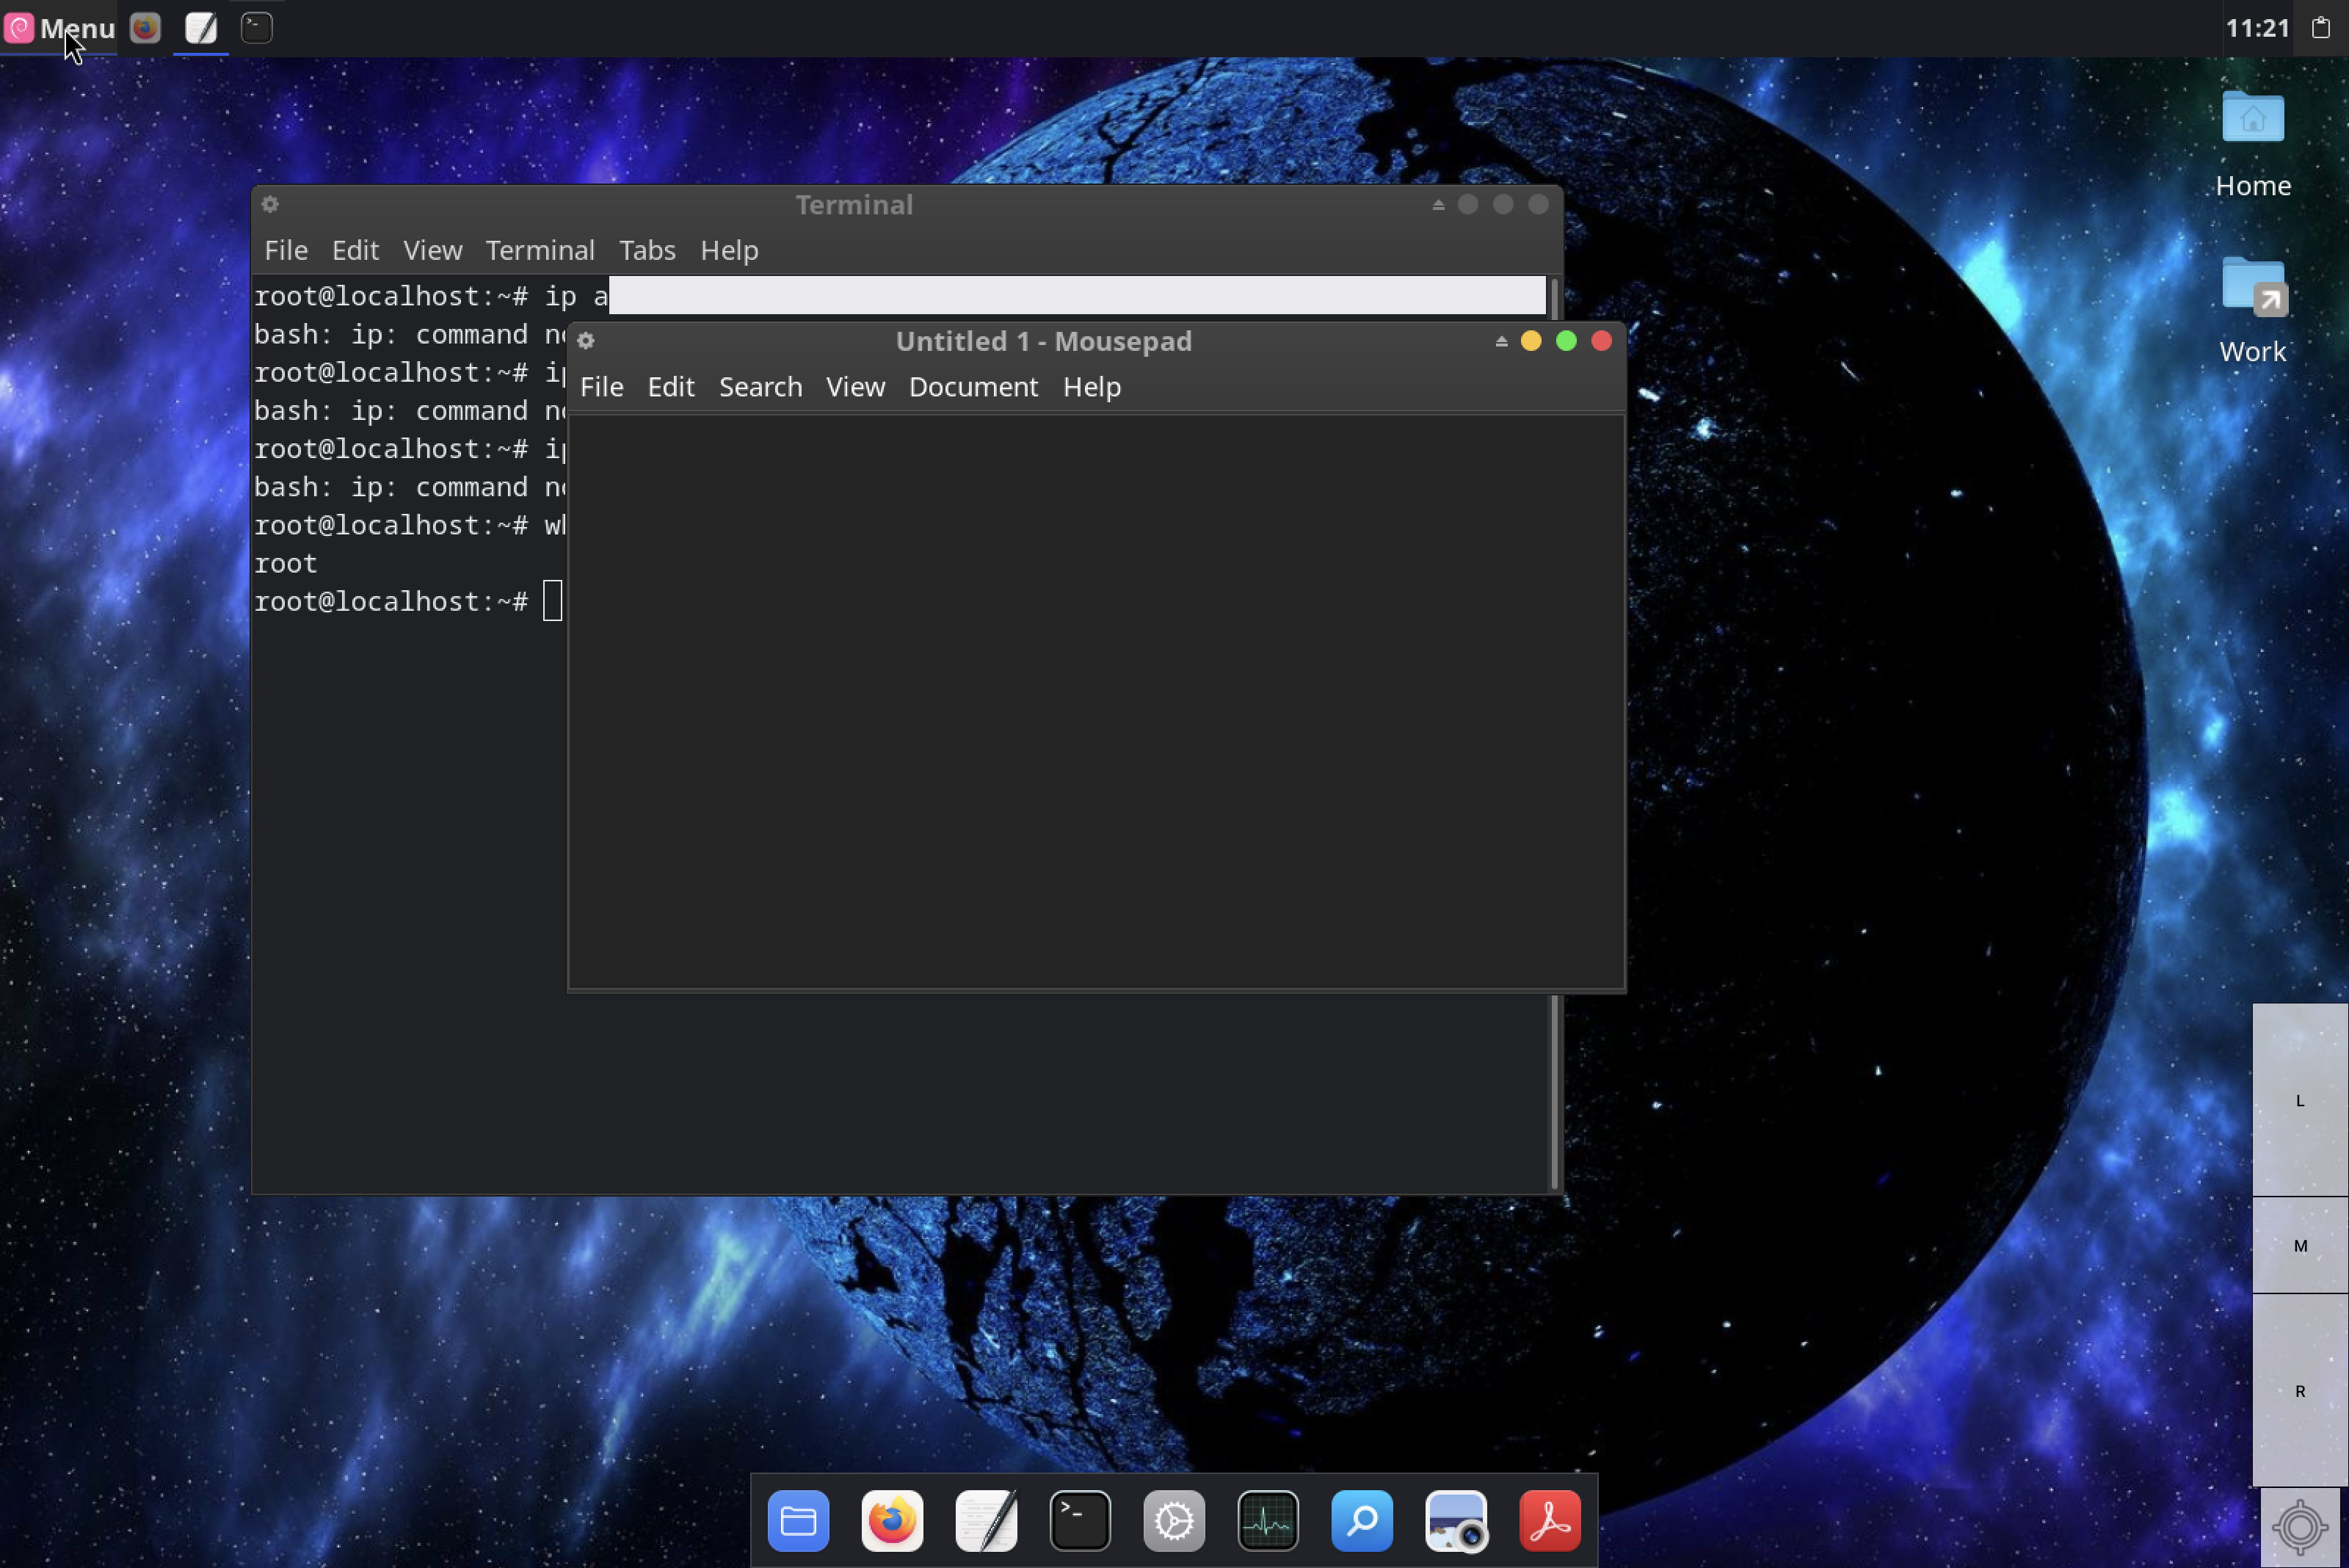 Menu
11:21
Home
Work
Terminal
File Edit View Terminal Tabs Help
root@localhost:~# ip a
bash: ip: command
root@localhost:~#
bash: ip: command
root@localhost:~#
bash: ip: command
root@localhost:~#
root
root@localhost:~#
Untitled 1 - Mousepad
File Edit Search View Document Help
L
M
R